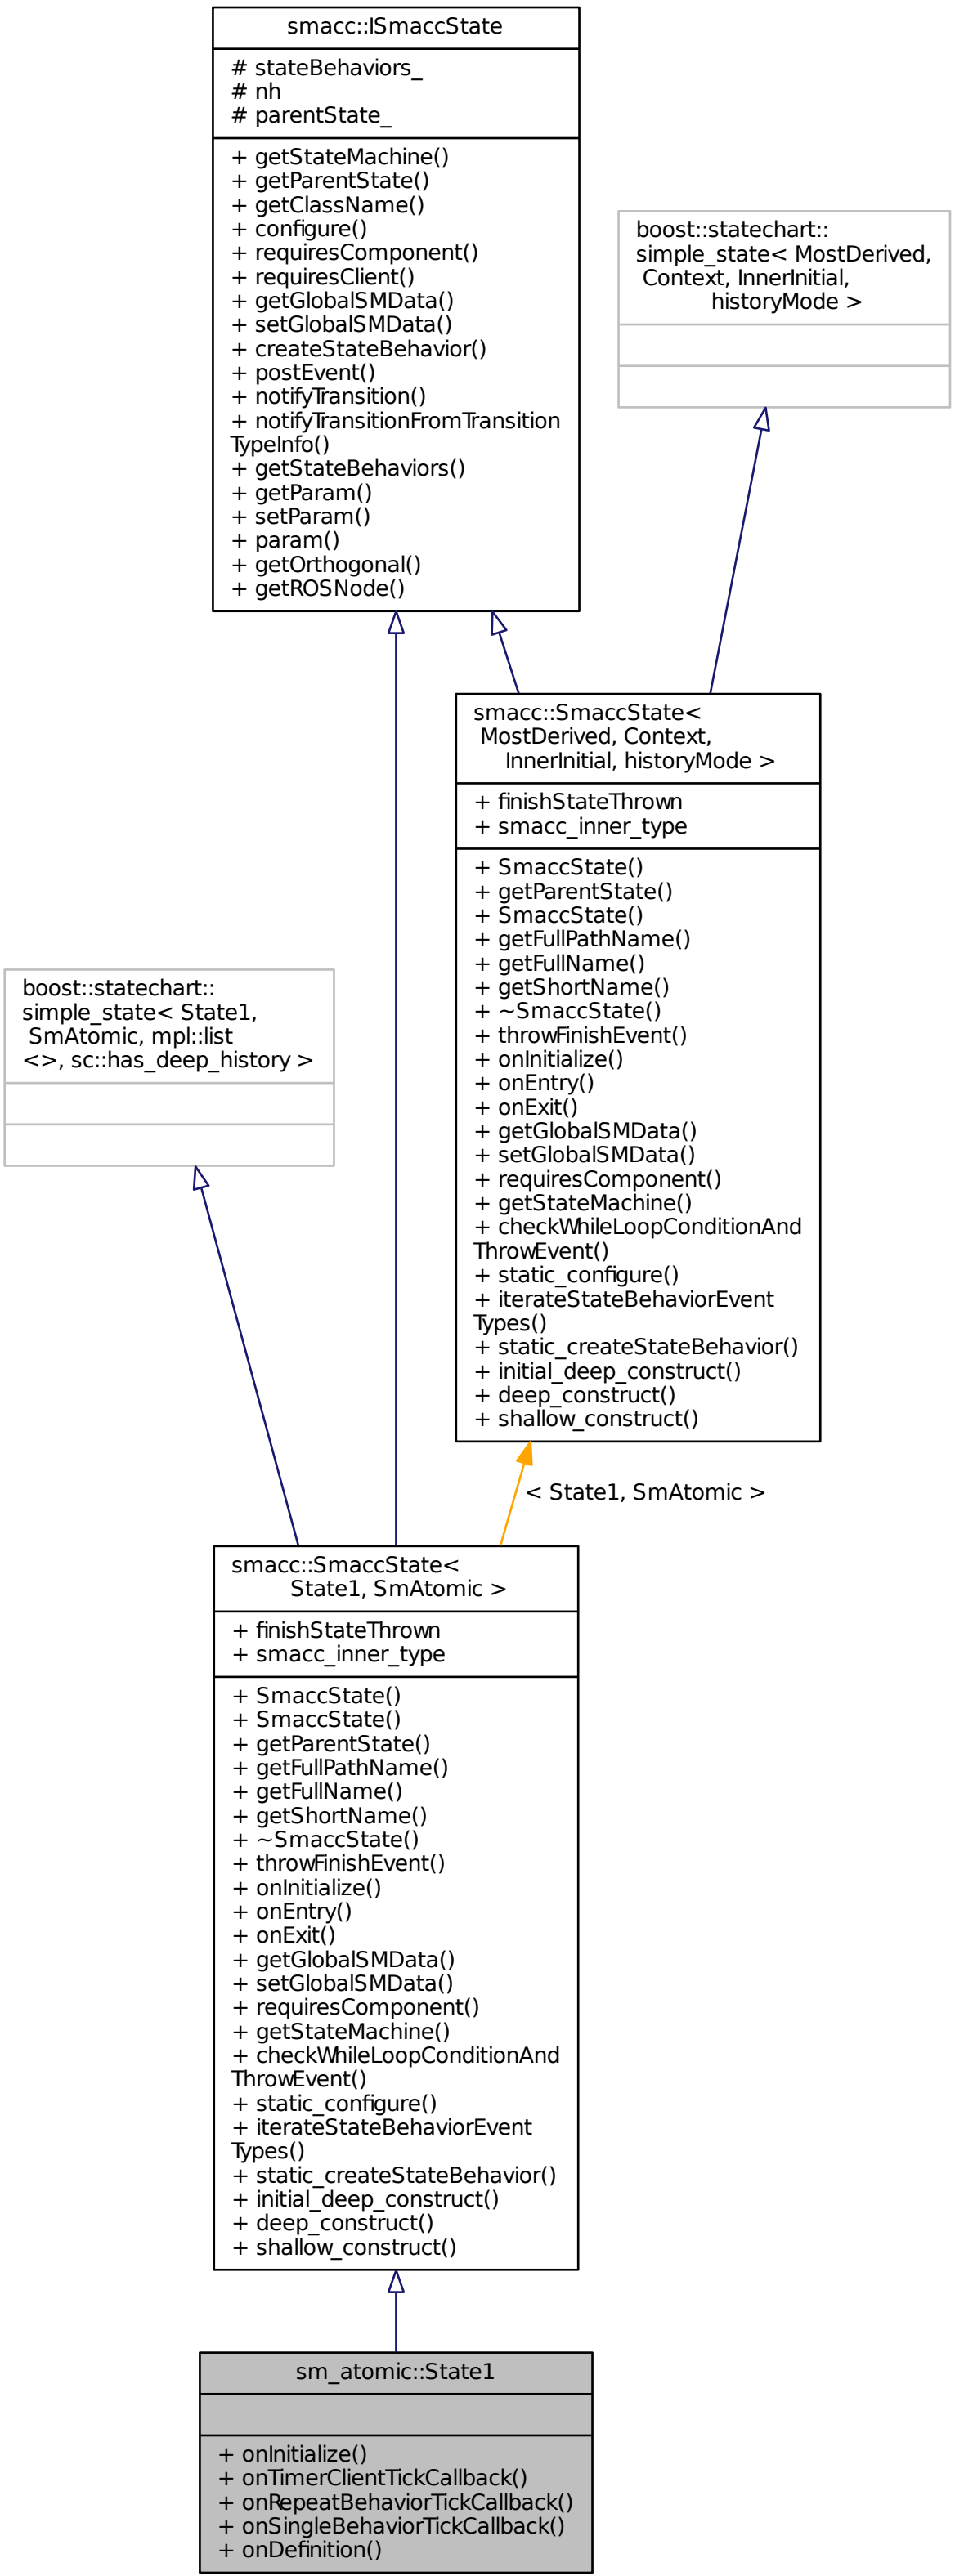 smacc::ISmaccState
# stateBehaviors_
# nh
# parentState_
+ getStateMachine()
+ getParentState()
+ getClassName()
+ configure()
+ requiresComponent()
+ requiresClient()
+ getGlobalSMData()
+ setGlobalSMData()
+ createStateBehavior()
+ postEvent()
+ notifyTransition()
+ notifyTransitionFromTransition
TypeInfo()
+ getStateBehaviors()
+ getParam()
+ setParam()
+ param()
+ getOrthogonal()
+ getROSNode()
boost::statechart::
simple_state< MostDerived,
Context, InnerInitial,
historyMode >
smacc::SmaccState<
MostDerived, Context,
InnerInitial, historyMode >
+ finishStateThrown
+ smacc_inner_type
+ SmaccState()
+ getParentState()
+ SmaccState()
+ getFullPathName()
+ getFullName()
+ getShortName()
+ ~SmaccState()
+ throwFinishEvent()
+ onInitialize()
+ onEntry()
+ onExit()
+ getGlobalSMData()
+ setGlobalSMData()
+ requiresComponent()
+ getStateMachine()
+ checkWhileLoopConditionAnd
ThrowEvent()
+ static_configure()
+ iterateStateBehaviorEvent
Types()
+ static_createStateBehavior()
+ initial_deep_construct()
+ deep_construct()
+ shallow_construct()
boost::statechart::
simple_state< State1,
SmAtomic, mpl::list
<>, sc::has_deep_history >
< State1, SmAtomic >
smacc::SmaccState<
State1, SmAtomic >
+ finishStateThrown
+ smacc_inner_type
+ SmaccState()
+ SmaccState()
+ getParentState()
+ getFullPathName()
+ getFullName()
+ getShortName()
+ ~SmaccState()
+ throwFinishEvent()
+ onInitialize()
+ onEntry()
+ onExit()
+ getGlobalSMData()
+ setGlobalSMData()
+ requiresComponent()
+ getStateMachine()
+ checkWhileLoopConditionAnd
ThrowEvent()
+ static_configure()
+ iterateStateBehaviorEvent
Types()
+ static_createStateBehavior()
+ initial_deep_construct()
+ deep_construct()
+ shallow_construct()
sm_atomic::State1
+ onInitialize()
+ onTimerClientTickCallback()
+ onRepeatBehaviorTickCallback()
+ onSingleBehaviorTickCallback()
+ onDefinition()